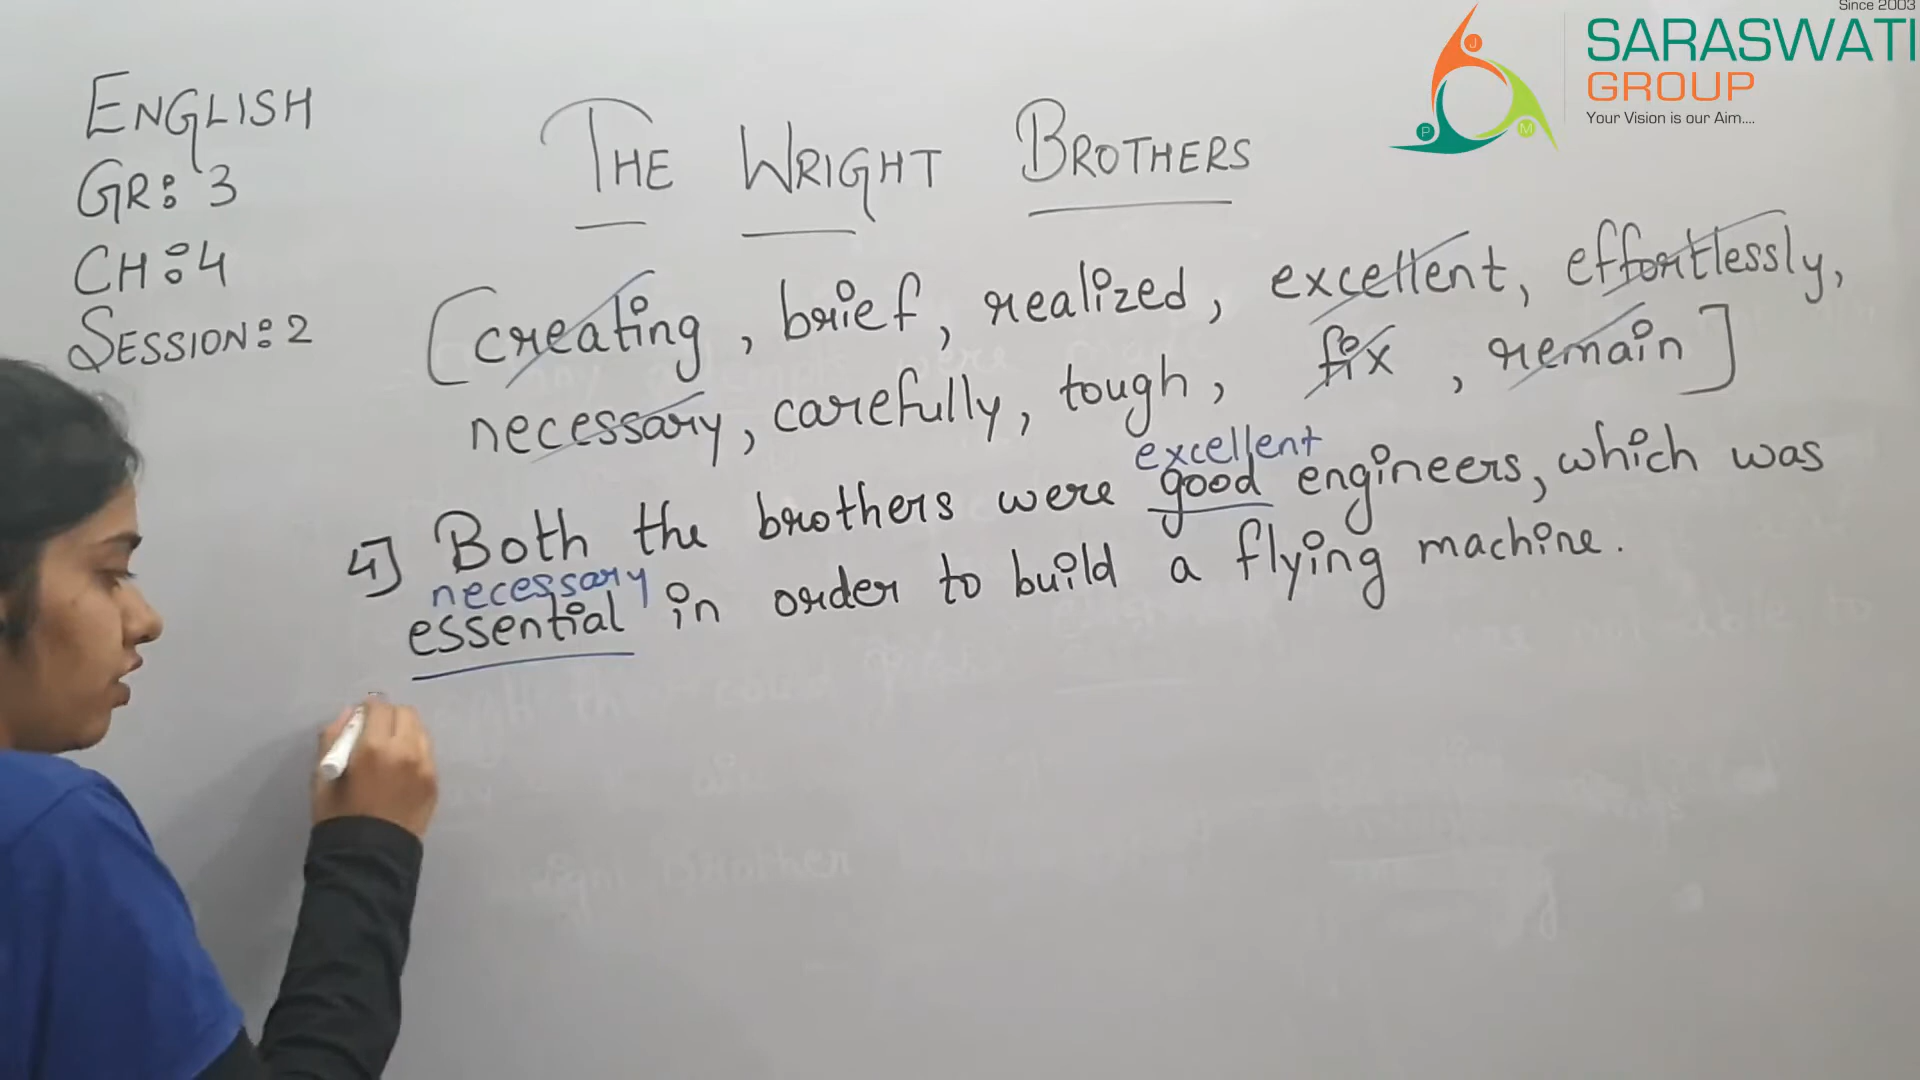 Since 2003
SARASWATI
GROUP
Your Vision is our Aim....
J
P
M
ENGLISH
GR: 3
CH:4
SESSION:2
THE WRIGHT BROTHERS
[creating, brief, realized, excellent, effortlessly,
necessary, carefully, tough, fix, remain]
excellent
4] Both the brothers were good engineers, which was
necessary
essential in order to build a flying machine.